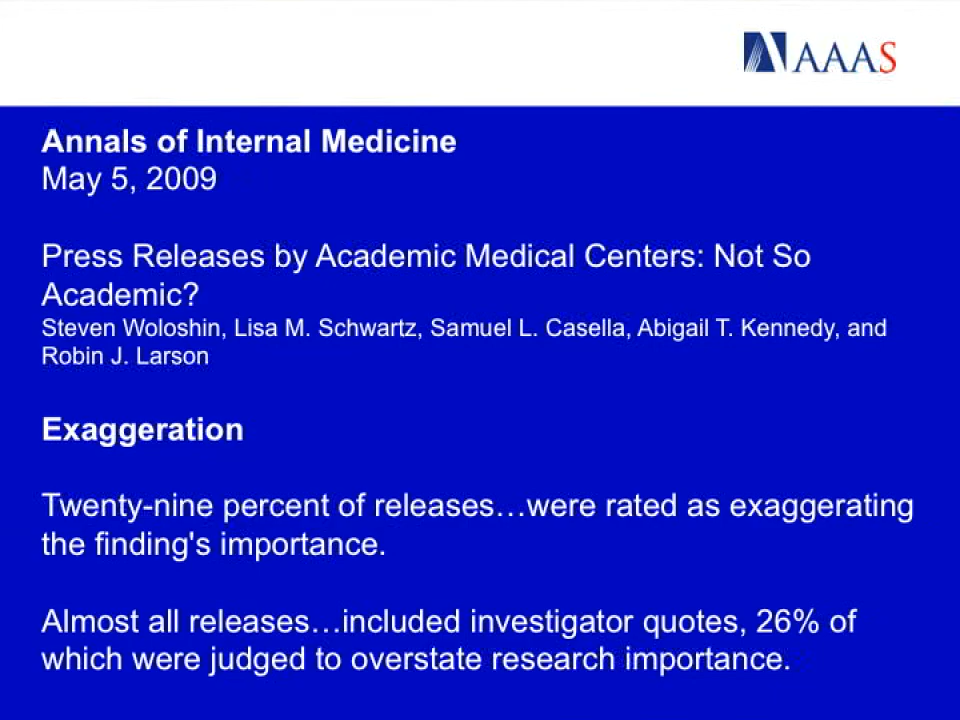 AAAS
Annals of Internal Medicine
May 5, 2009
Press Releases by Academic Medical Centers: Not So
Academic?
Steven Woloshin, Lisa M. Schwartz, Samuel L. Casella, Abigail T. Kennedy, and
Robin J. Larson
Exaggeration
Twenty-nine percent of releases…were rated as exaggerating
the finding's importance.
Almost all releases…included investigator quotes, 26% of
which were judged to overstate research importance.